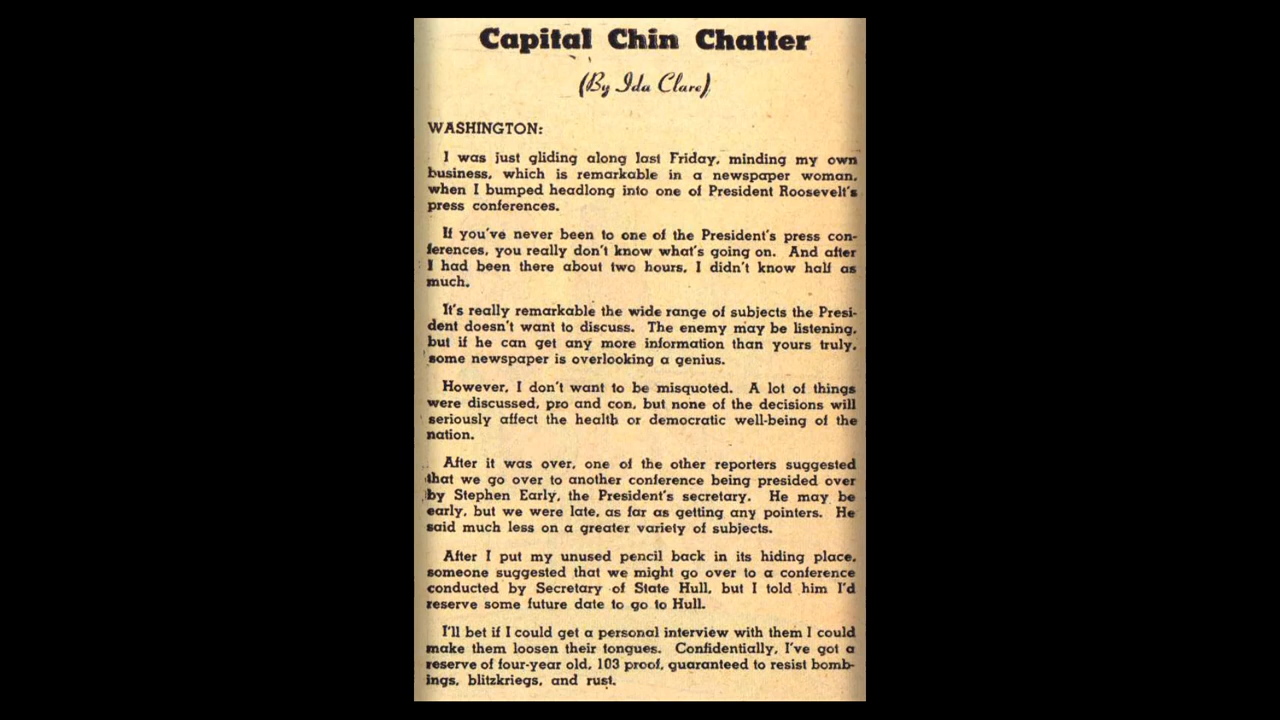 Capital Chin Chatter
(By Ida Clare)
WASHINGTON:
I was just gliding along last Friday, minding my own
business, which is remarkable in a newspaper woman,
when I bumped headlong into one of President Roosevelt's
press conferences.
If you've never been to one of the President's press con-
ferences, you really don't know what's going on. And after
I had been there about two hours, I didn't know half as
much.
It's really remarkable the wide range of subjects the Presi-
dent doesn't want to discuss. The enemy may be listening,
but if he can get any more information than yours truly,
some newspaper is overlooking a genius.
However, I don't want to be misquoted. A lot of things
were discussed, pro and con, but none of the decisions will
seriously affect the health or democratic well-being of the
nation.
After it was over, one of the other reporters suggested
that we go over to another conference being presided over
by Stephen Early, the President's secretary. He may be
early, but we were late, as far as getting any pointers. He
said much less on a greater variety of subjects.
After I put my unused pencil back in its hiding place,
someone suggested that we might go over to a conference
conducted by Secretary of State Hull, but I told him I'd
reserve some future date to go to Hull.
I'll bet if I could get a personal interview with them I could
make them loosen their tongues. Confidentially, I've got a
reserve of four-year old, 103 proof, guaranteed to resist bomb-
ings, blitzkriegs, and rust.